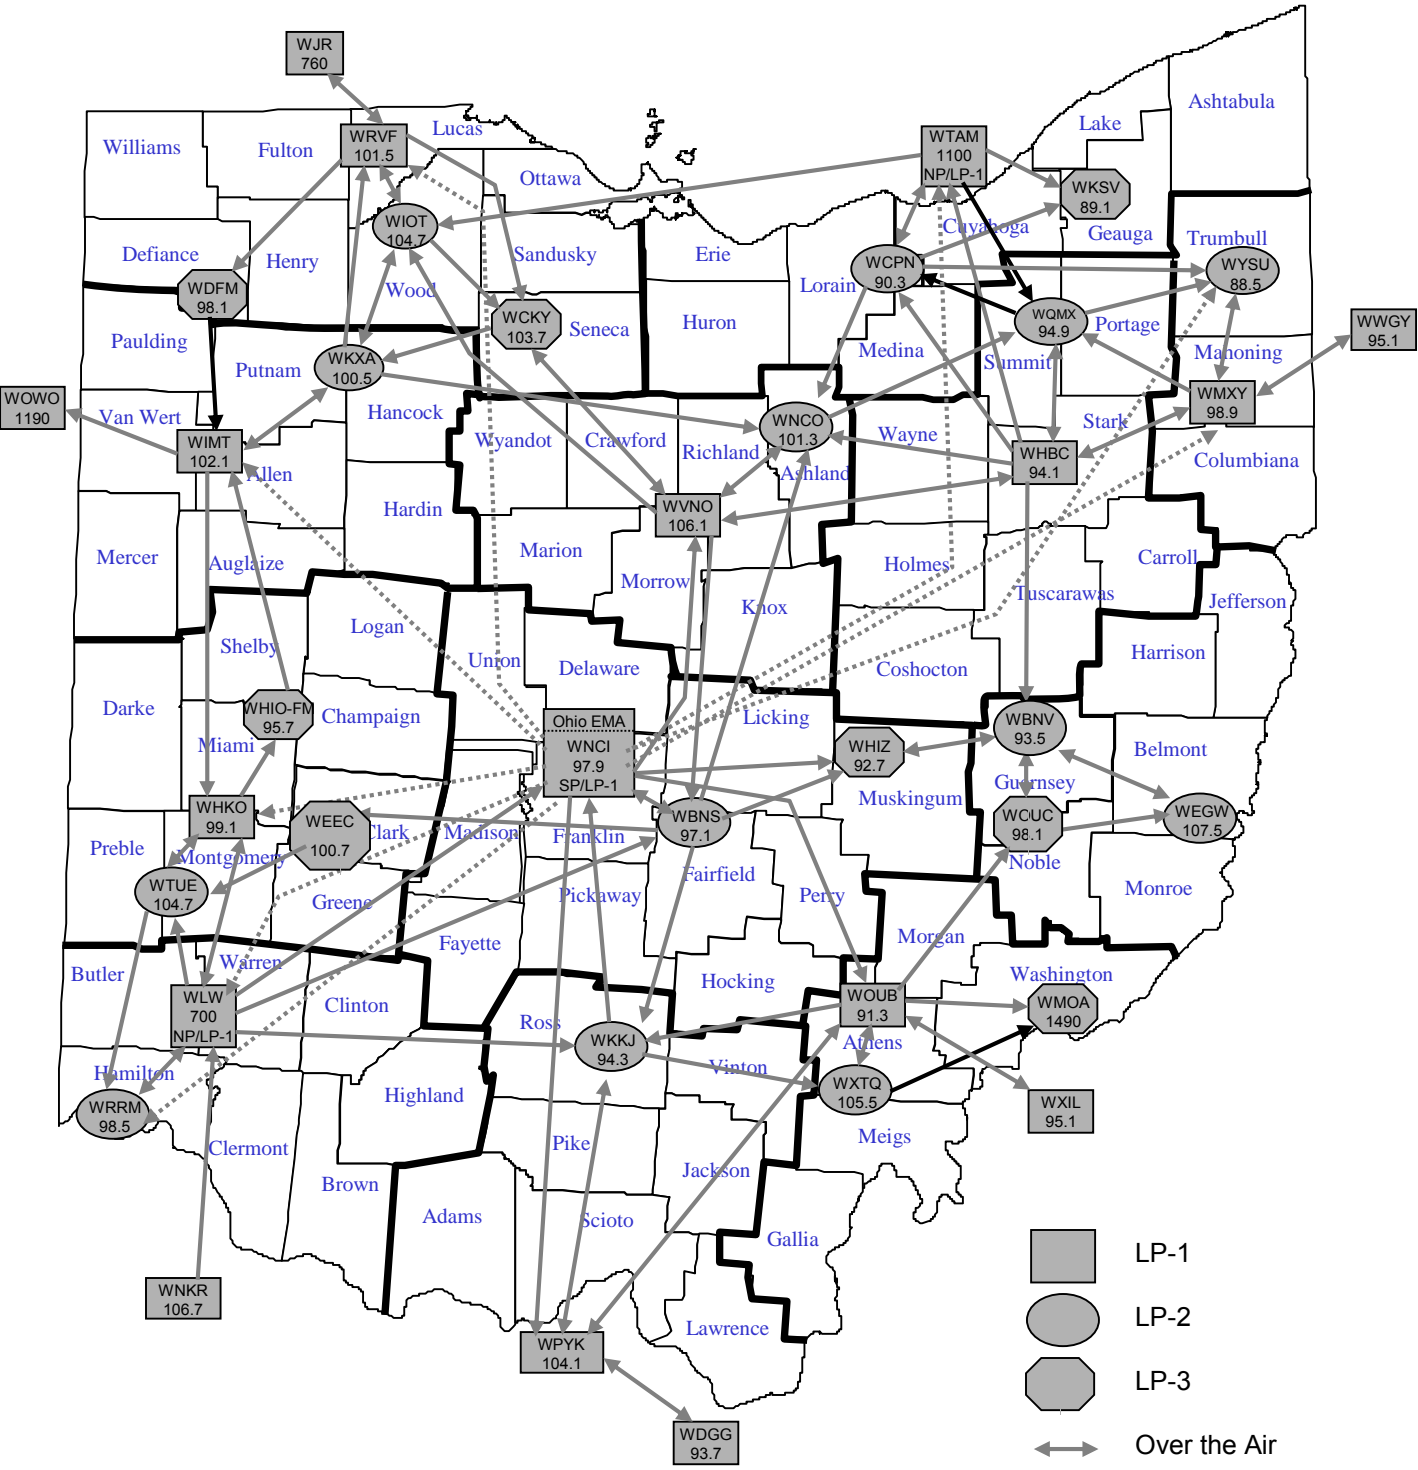 WJR
760
Ashtabula
Lake
Williams
Fulton
WRVF
101.5
Lucas
WTAM
1100
NP/LP-1
Ottawa
WKSV
89.1
WIOT
104.7
Cuyahoga
Geauga
Trumbull
Defiance
Henry
Sandusky
Erie
WCPN
90.3
Lorain
WYSU
88.5
WDFM
98.1
Wood
WCKY
103.7
Seneca
Huron
WQMX
94.9
Portage
WWGY
95.1
Paulding
Putnam
WKXA
100.5
Medina
Summit
Mahoning
WOWO
1190
Van Wert
Hancock
WMXY
98.9
WIMT
102.1
Allen
Wyandot
Crawford
Richland
WNCO
101.3
Ashland
Wayne
WHBC
94.1
Stark
Columbiana
Hardin
WVNO
106.1
Mercer
Auglaize
Marion
Morrow
Holmes
Carroll
Knox
Tuscarawas
Jefferson
Shelby
Logan
Union
Delaware
Coshocton
Harrison
Darke
WHIO-FM
95.7
Champaign
Miami
Ohio EMA
WNCI
97.9
SP/LP-1
Licking
WHIZ
92.7
WBNV
93.5
Belmont
Guernsey
Muskingum
WHKO
99.1
WEEC
100.7
Clark
Madison
Franklin
WBNS
97.1
WOUC
98.1
WEGW
107.5
Preble
Montgomery
Noble
WTUE
104.7
Greene
Pickaway
Fairfield
Perry
Monroe
Fayette
Morgan
Butler
Warren
Hocking
Washington
WLW
700
NP/LP-1
Clinton
Ross
WOUB
91.3
WMOA
1490
WKKJ
94.3
Athens
Hamilton
Vinton
WRRM
98.5
Highland
WXTQ
105.5
WXIL
95.1
Clermont
Pike
Meigs
Brown
Jackson
Adams
Scioto
Gallia
WNKR
106.7
Lawrence
WPYK
104.1
WDGG
93.7
LP-1
LP-2
LP-3
Over the Air